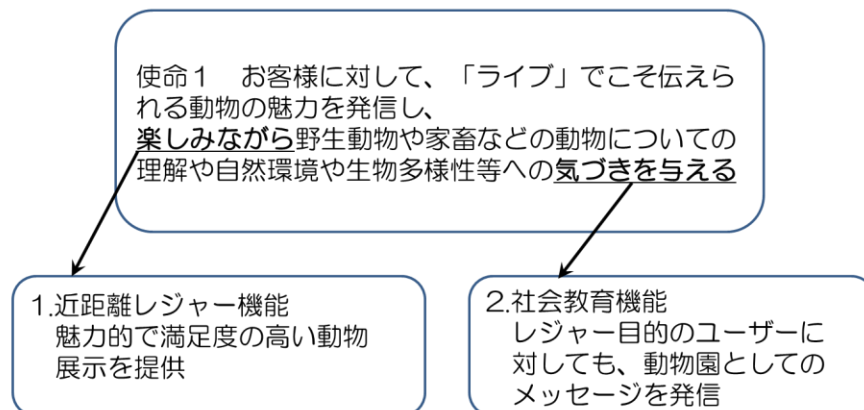 使命１　お客様に対して、「ライブ」でこそ伝えら
れる動物の魅力を発信し、
楽しみながら野生動物や家畜などの動物についての
理解や自然環境や生物多様性等への気づきを与える
1.近距離レジャー機能
魅力的で満足度の高い動物
展示を提供
2.社会教育機能
レジャー目的のユーザーに
対しても、動物園としての
メッセージを発信